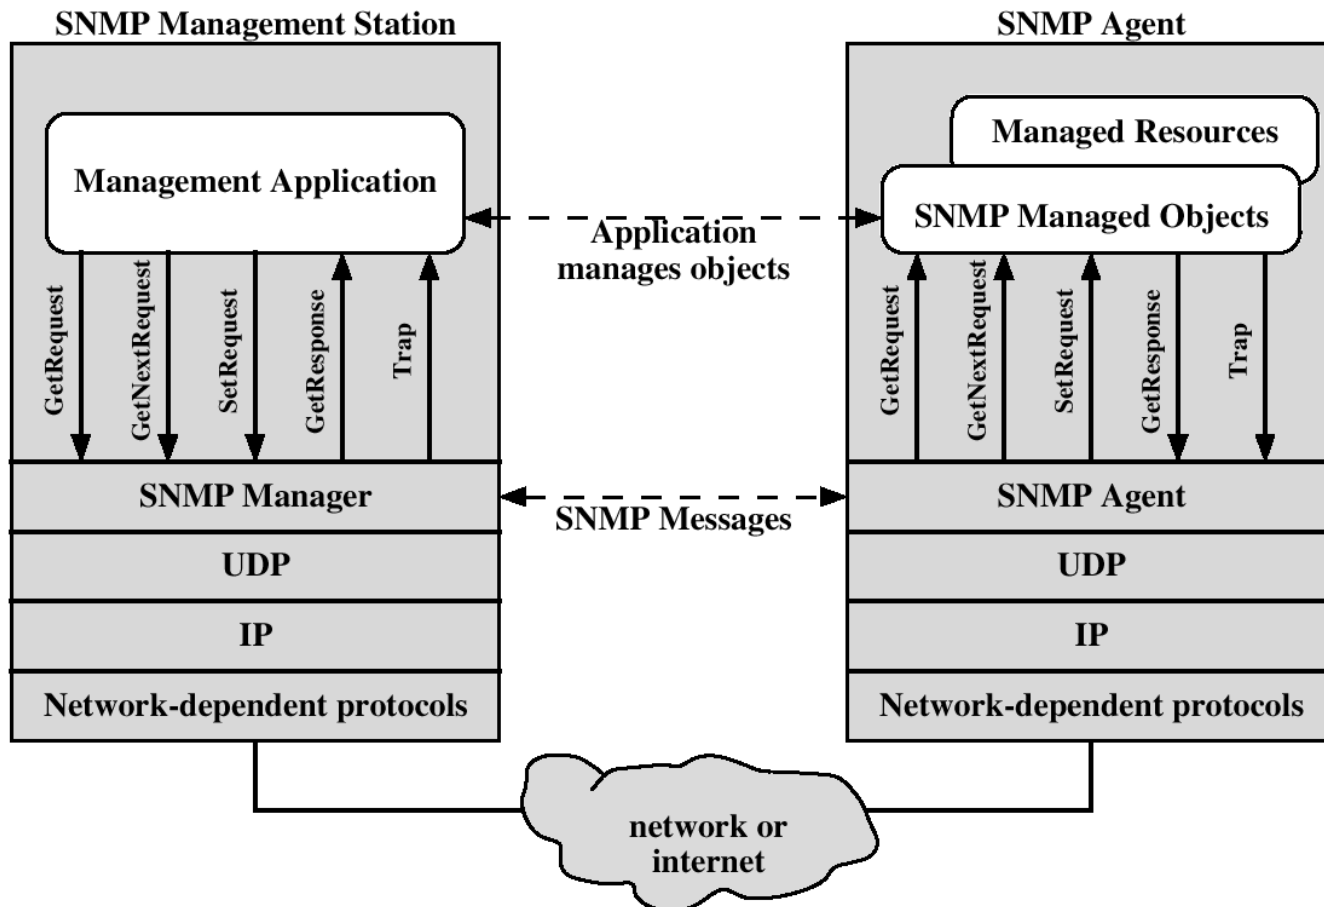 SNMP Management Station
SNMP Agent
Management Application
Managed Resources
SNMP Managed Objects
Application
manages objects
GetRequest
GetNextRequest
SetRequest
GetResponse
Trap
GetRequest
GetNextRequest
SetRequest
GetResponse
Trap
SNMP Manager
SNMP Messages
SNMP Agent
UDP
UDP
IP
IP
Network-dependent protocols
Network-dependent protocols
network or
internet